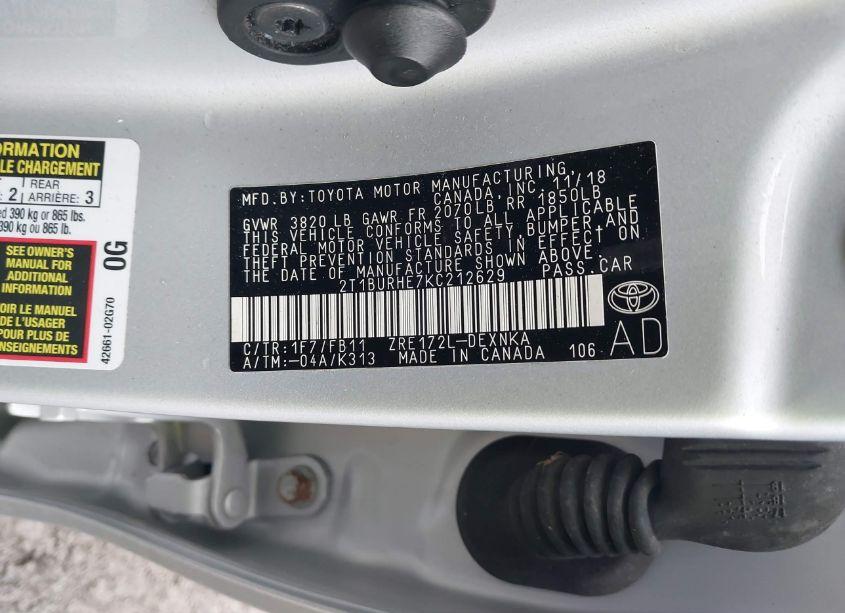 ORMATION
LE CHARGEMENT
2 REAR
ARRIÈRE: 3
ed 390 kg or 865 lbs.
390 kg ou 865 lb.
SEE OWNER'S
MANUAL FOR
ADDITIONAL
INFORMATION
VOIR LE MANUEL
DE L'USAGER
POUR PLUS DE
RENSEIGNEMENTS
0G
42661-02G70
MFD.BY:TOYOTA MOTOR MANUFACTURING,
CANADA, INC. 11/18
GVWR 3820 LB GAWR FR 2070LB RR 1850LB
THIS VEHICLE CONFORMS TO ALL APPLICABLE
FEDERAL MOTOR VEHICLE SAFETY,BUMPER,AND
THEFT PREVENTION STANDARDS IN EFFECT ON
THE DATE OF MANUFACTURE SHOWN ABOVE.
2T1BURHE7KC212629 PASS.CAR
C/TR:1F7/FB11 ZRE172L-DEXNKA
A/TM:-04A/K313 MADE IN CANADA 106
AD